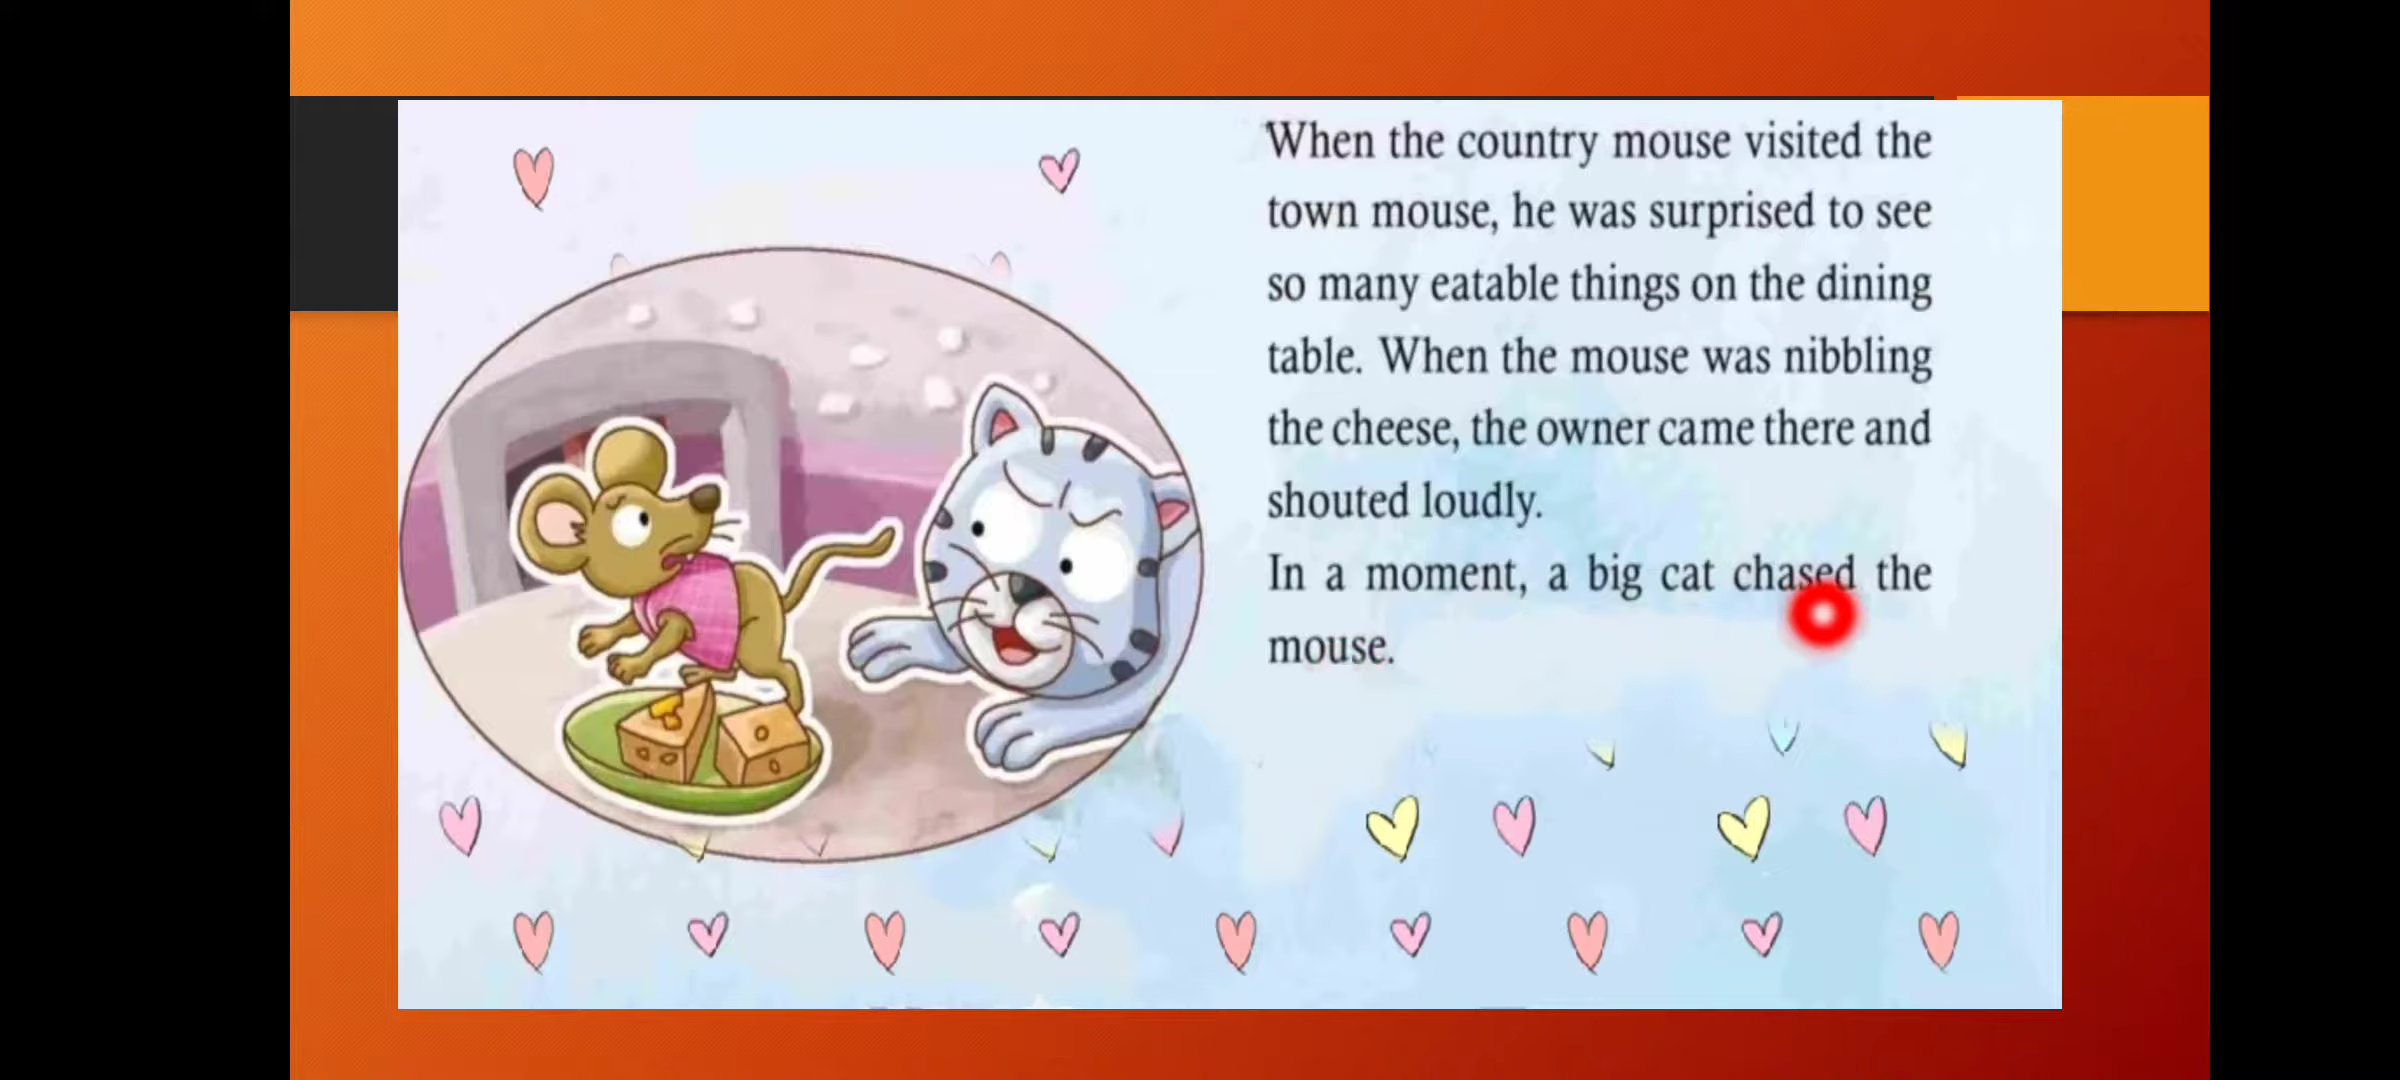 When the country mouse visited the
town mouse, he was surprised to see
so many eatable things on the dining
table. When the mouse was nibbling
the cheese, the owner came there and
shouted loudly.
In a moment, a big cat chased the
mouse.